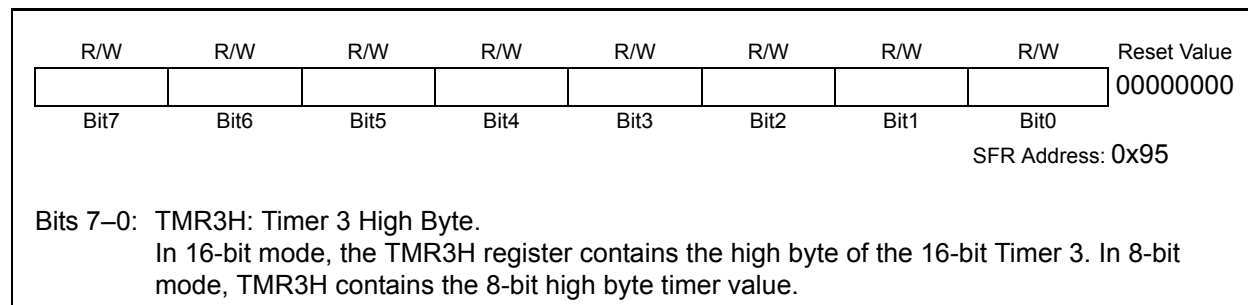 R/W R/W R/W R/W R/W R/W R/W R/W Reset Value
00000000
Bit7 Bit6 Bit5 Bit4 Bit3 Bit2 Bit1 Bit0
SFR Address: 0x95
Bits 7–0: TMR3H: Timer 3 High Byte.
In 16-bit mode, the TMR3H register contains the high byte of the 16-bit Timer 3. In 8-bit
mode, TMR3H contains the 8-bit high byte timer value.